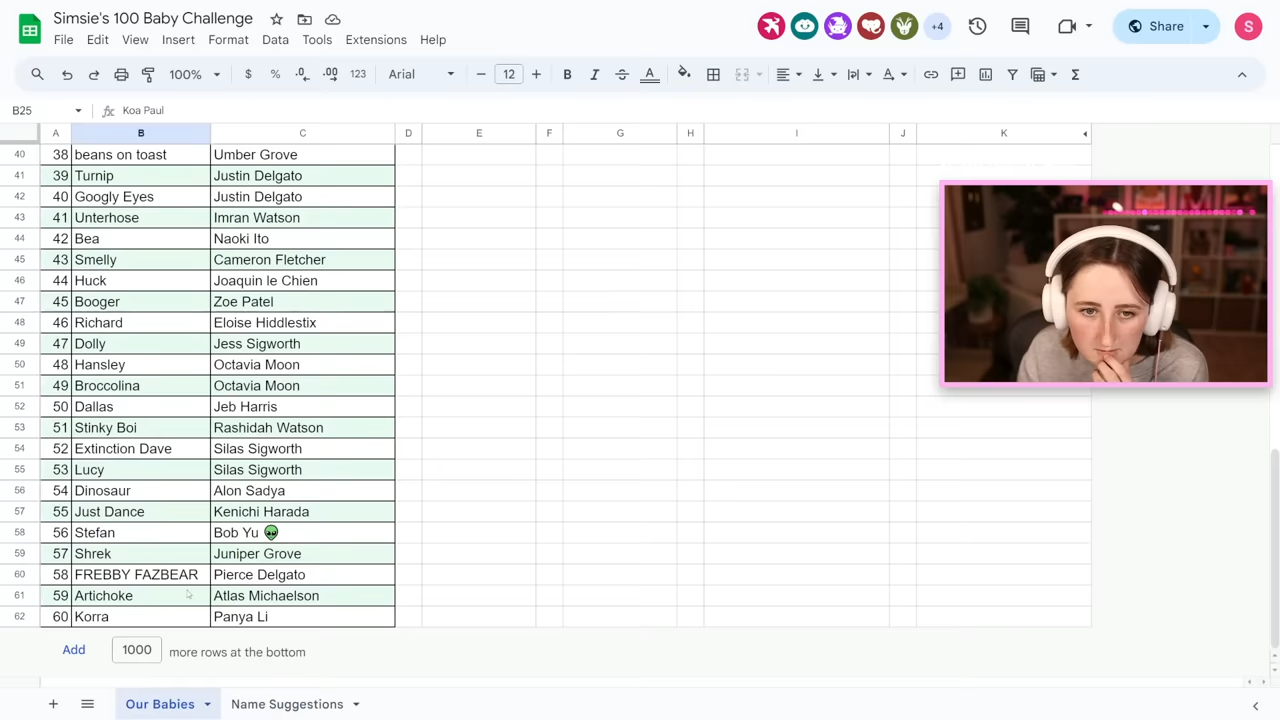 Simsie's 100 Baby Challenge
File Edit View Insert Format Data Tools Extensions Help
+4
Share
S
100% $ % .0 .00 123 Arial 12 B I A
B25 Koa Paul
A B C D E F G H I J K
40 38 beans on toast Umber Grove
41 39 Turnip Justin Delgato
42 40 Googly Eyes Justin Delgato
43 41 Unterhose Imran Watson
44 42 Bea Naoki Ito
45 43 Smelly Cameron Fletcher
46 44 Huck Joaquin le Chien
47 45 Booger Zoe Patel
48 46 Richard Eloise Hiddlestix
49 47 Dolly Jess Sigworth
50 48 Hansley Octavia Moon
51 49 Broccolina Octavia Moon
52 50 Dallas Jeb Harris
53 51 Stinky Boi Rashidah Watson
54 52 Extinction Dave Silas Sigworth
55 53 Lucy Silas Sigworth
56 54 Dinosaur Alon Sadya
57 55 Just Dance Kenichi Harada
58 56 Stefan Bob Yu 👽
59 57 Shrek Juniper Grove
60 58 FREBBY FAZBEAR Pierce Delgato
61 59 Artichoke Atlas Michaelson
62 60 Korra Panya Li
Add 1000 more rows at the bottom
Our Babies Name Suggestions